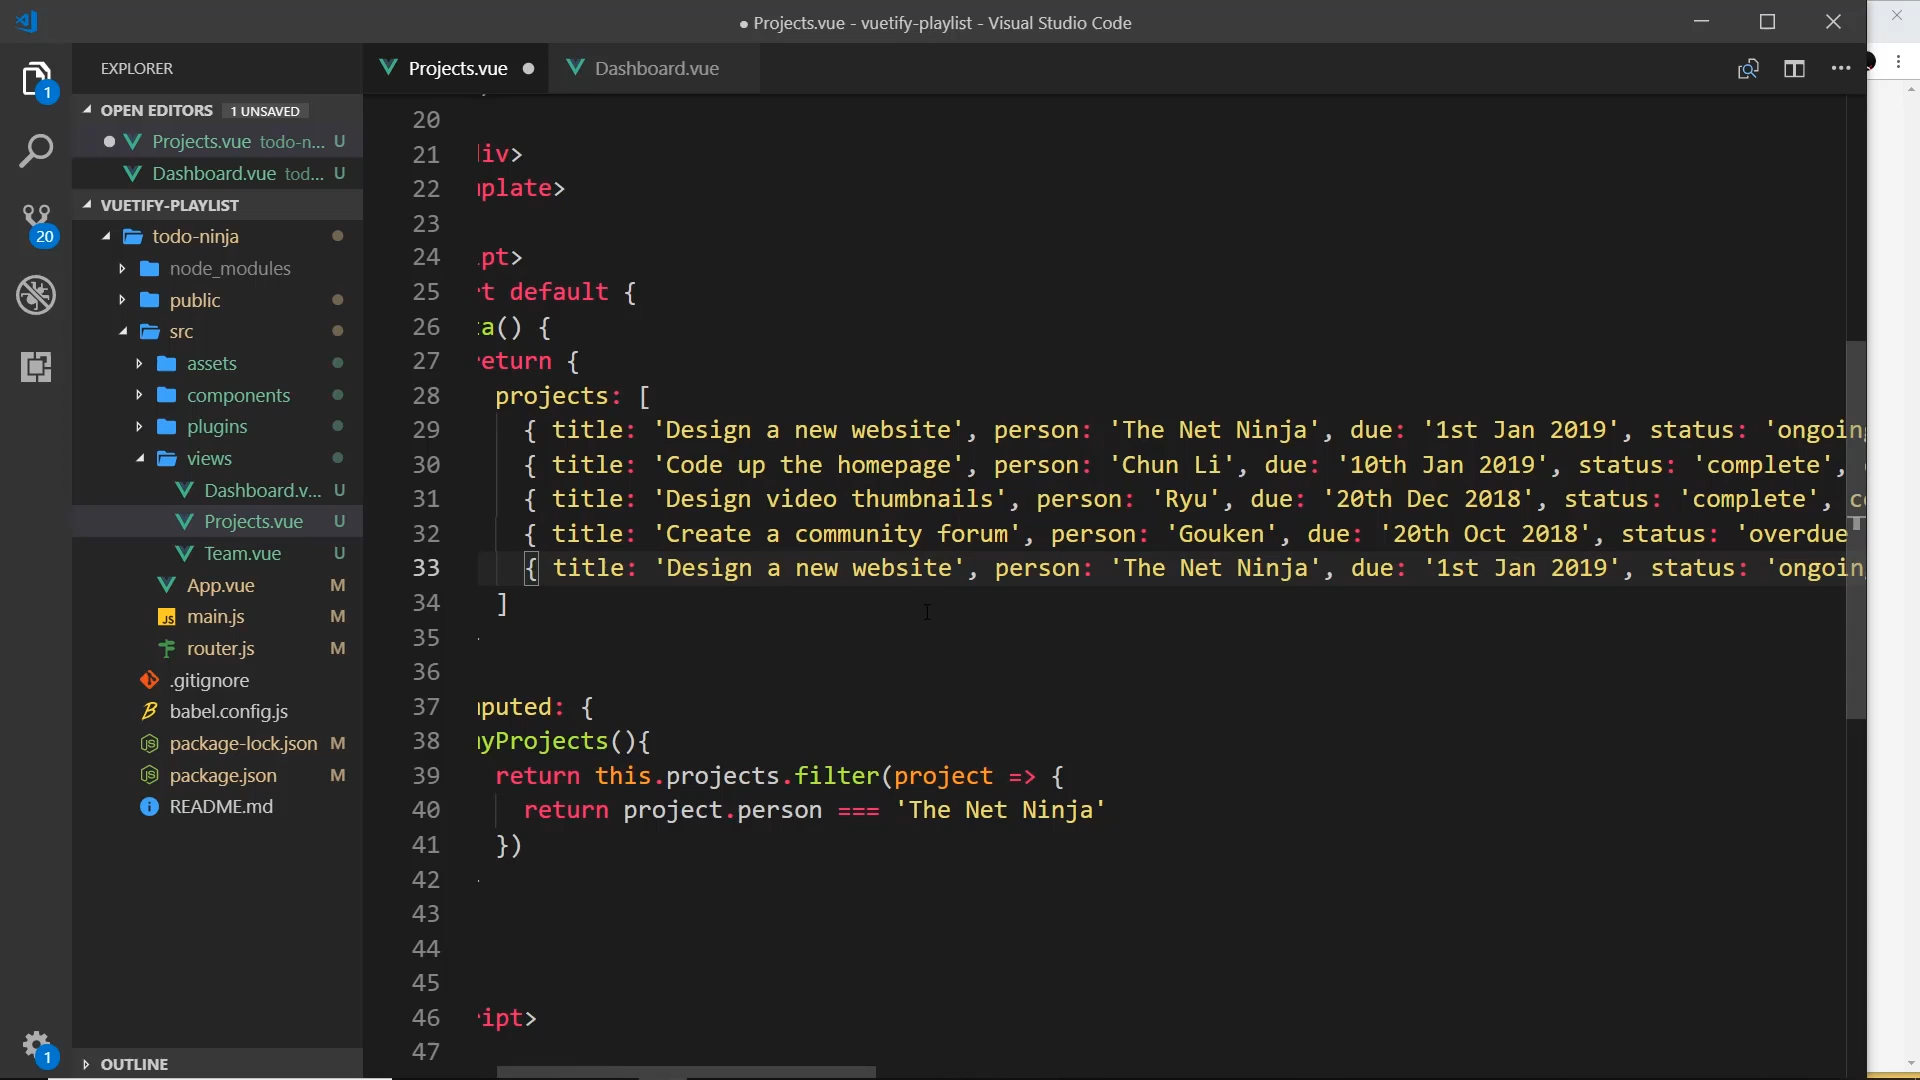 ● Projects.vue - vuetify-playlist - Visual Studio Code
EXPLORER
Projects.vue
Dashboard.vue
OPEN EDITORS 1 UNSAVED
Projects.vue todo-n... U
Dashboard.vue tod... U
VUETIFY-PLAYLIST
todo-ninja
node_modules
public
src
assets
components
plugins
views
Dashboard.v... U
Projects.vue U
Team.vue U
App.vue M
main.js M
router.js M
.gitignore
babel.config.js
package-lock.json M
package.json M
README.md
OUTLINE
1
20
1
20
21 iv>
22 plate>
23
24 pt>
25 t default {
26 a() {
27 eturn {
28 projects: [
29 { title: 'Design a new website', person: 'The Net Ninja', due: '1st Jan 2019', status: 'ongoing
30 { title: 'Code up the homepage', person: 'Chun Li', due: '10th Jan 2019', status: 'complete',
31 { title: 'Design video thumbnails', person: 'Ryu', due: '20th Dec 2018', status: 'complete', c
32 { title: 'Create a community forum', person: 'Gouken', due: '20th Oct 2018', status: 'overdue
33 { title: 'Design a new website', person: 'The Net Ninja', due: '1st Jan 2019', status: 'ongoing
34 ]
35
36
37 puted: {
38 yProjects(){
39 return this.projects.filter(project => {
40 return project.person === 'The Net Ninja'
41 })
42
43
44
45
46 ipt>
47